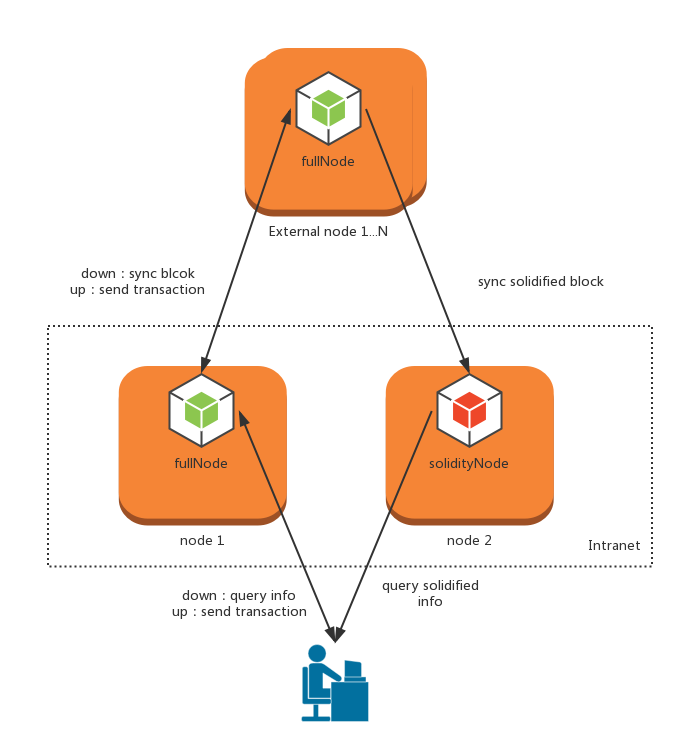 fullNode
External node 1...N
down : sync blcok
up : send transaction
sync solidified block
fullNode
solidityNode
node 1
node 2
Intranet
down : query info
up : send transaction
query solidified
info